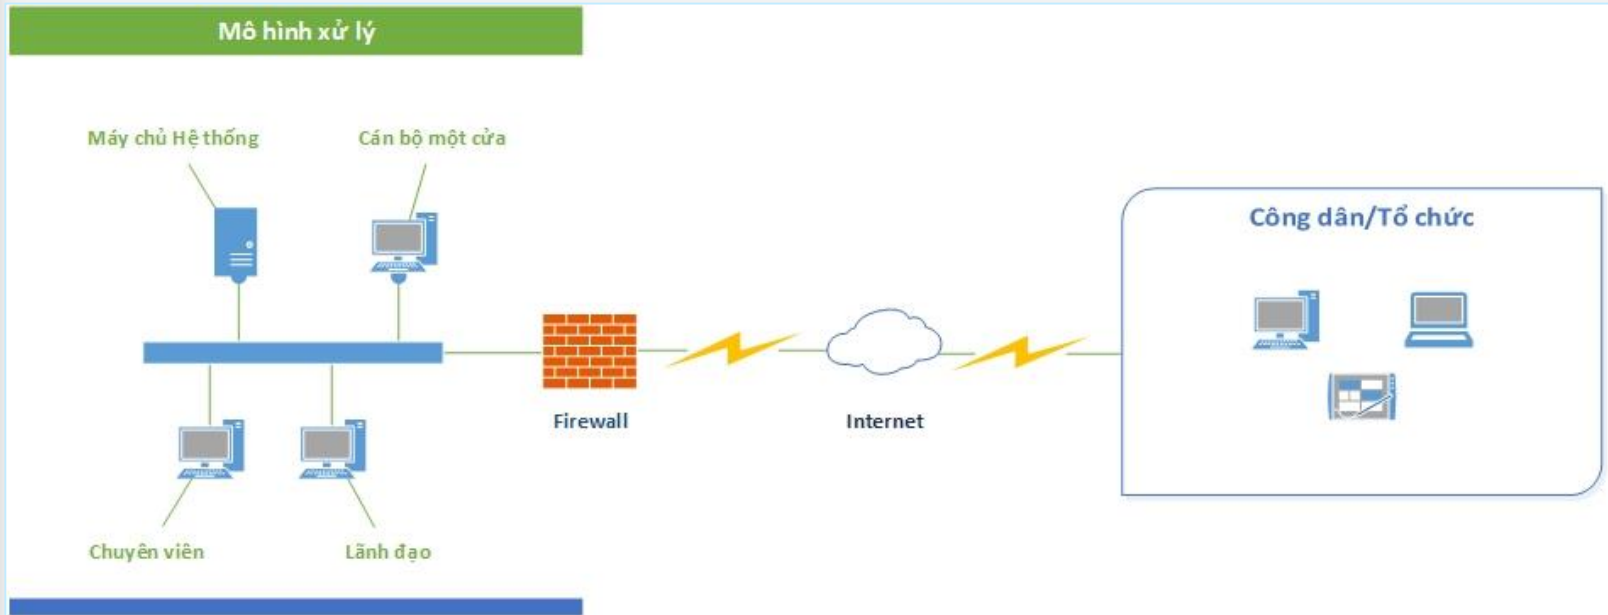 Mô hình xử lý
Máy chủ Hệ thống
Cán bộ một cửa
Công dân/Tổ chức
Firewall
Internet
Chuyên viên
Lãnh đạo